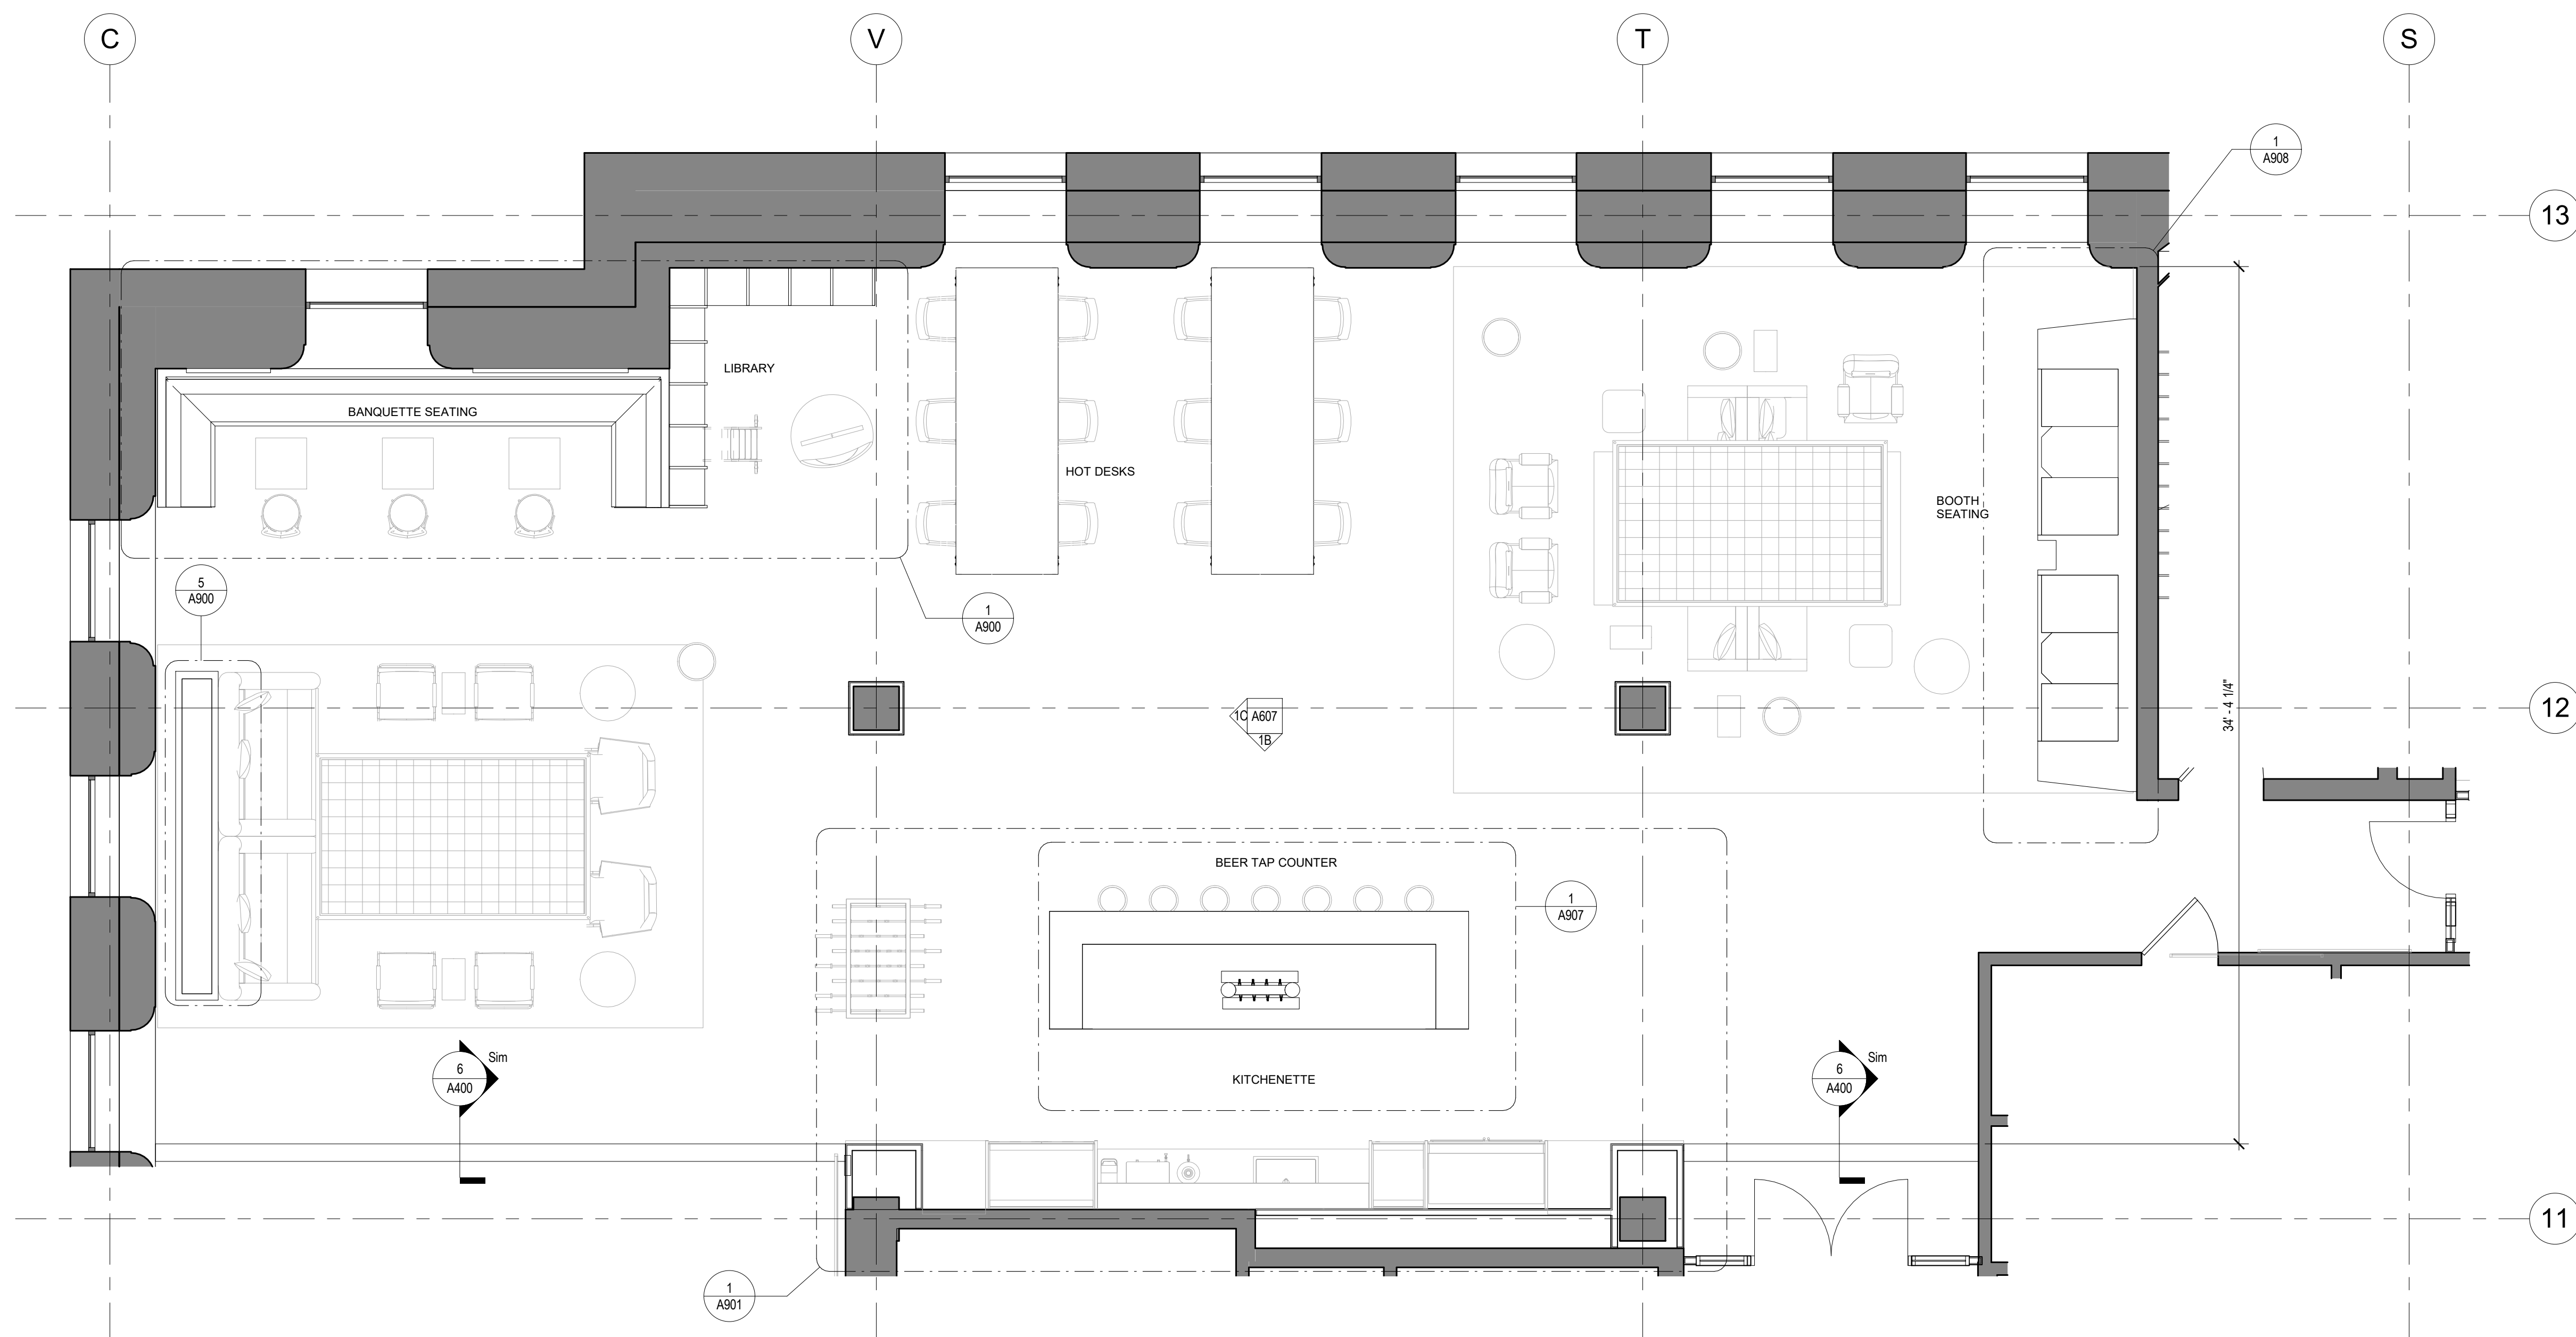 C
V
T
S
1
A908
13
LIBRARY
BANQUETTE SEATING
HOT DESKS
BOOTH
SEATING
5
A900
1
A900
34' - 4 1/4"
12
1C A607
1B
BEER TAP COUNTER
1
A907
KITCHENETTE
6
A400
Sim
6
A400
Sim
11
1
A901